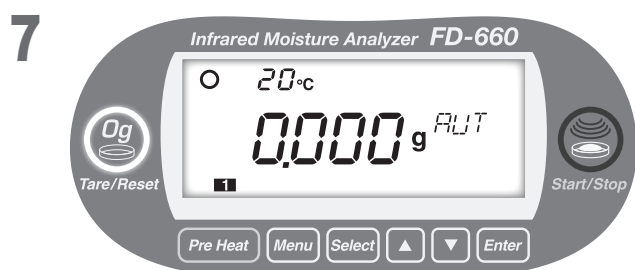 7
Infrared Moisture Analyzer FD-660
20°C
0.000 g AUT
0g
Tare/Reset
1
Start/Stop
Pre Heat Menu Select ▲ ▼ Enter